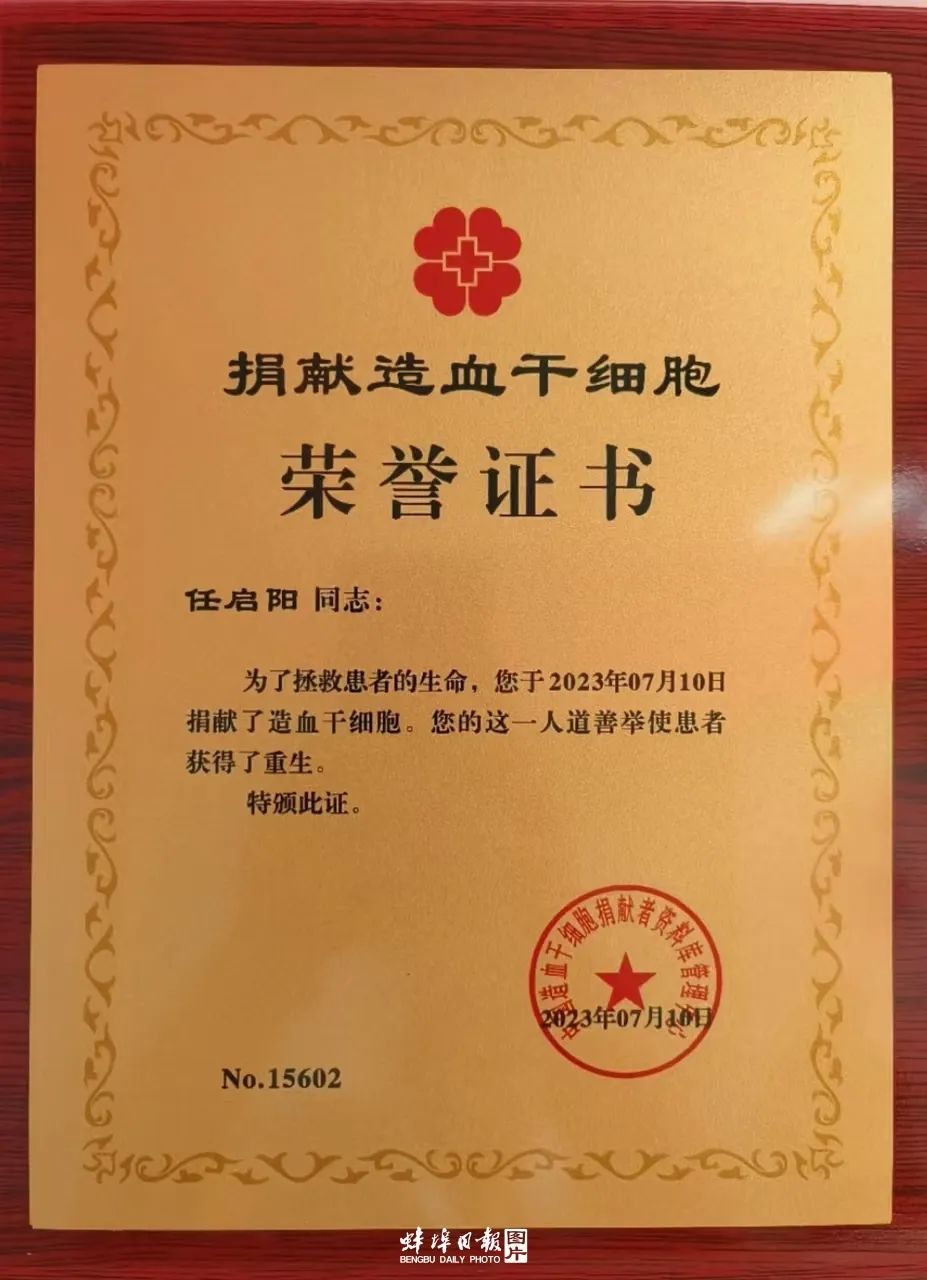 捐献造血干细胞
荣誉证书
任启阳 同志:
为了拯救患者的生命,您于2023年07月10日
捐献了造血干细胞。您的这一人道善举使患者
获得了重生。
特颁此证。
中国造血干细胞捐献者资料库管理中心
2023年07月10日
No.15602
蚌埠日报 图片
BENGBU DAILY PHOTO